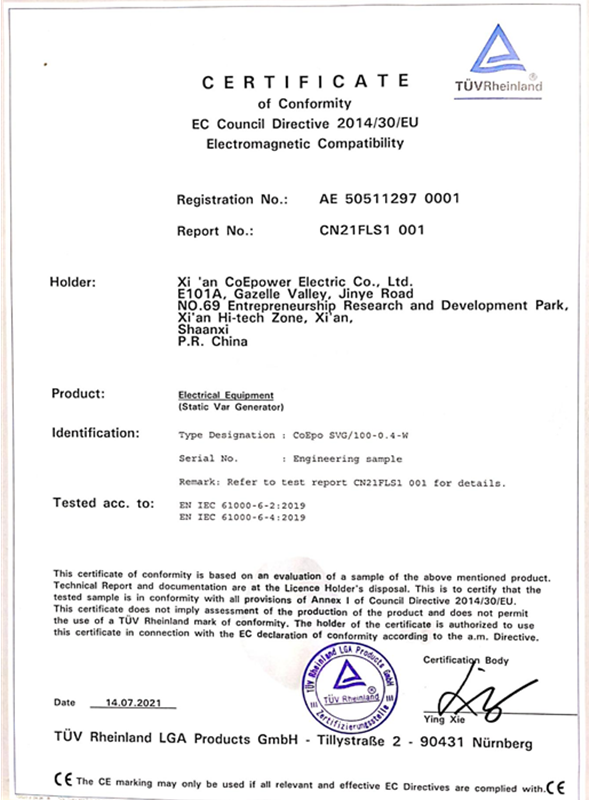 TÜVRheinland®
CERTIFICATE
of Conformity
EC Council Directive 2014/30/EU
Electromagnetic Compatibility
Registration No.: AE 50511297 0001
Report No.: CN21FLS1 001
Holder: Xi 'an CoEpower Electric Co., Ltd.
E101A, Gazelle Valley, Jinye Road
NO.69 Entrepreneurship Research and Development Park,
Xi'an Hi-tech Zone, Xi'an,
Shaanxi
P.R. China
Product: Electrical Equipment
(Static Var Generator)
Identification: Type Designation : CoEpo SVG/100-0.4-W
Serial No. : Engineering sample
Remark: Refer to test report CN21FLS1 001 for details.
Tested acc. to: EN IEC 61000-6-2:2019
EN IEC 61000-6-4:2019
This certificate of conformity is based on an evaluation of a sample of the above mentioned product.
Technical Report and documentation are at the Licence Holder's disposal. This is to certify that the
tested sample is in conformity with all provisions of Annex I of Council Directive 2014/30/EU.
This certificate does not imply assessment of the production of the product and does not permit
the use of a TÜV Rheinland mark of conformity. The holder of the certificate is authorized to use
this certificate in connection with the EC declaration of conformity according to the a.m. Directive.
TÜV Rheinland LGA Products GmbH
TÜV Rheinland®
Zertifizierungsstelle
Certification Body
Date 14.07.2021
Ying Xie
TÜV Rheinland LGA Products GmbH - Tillystraße 2 - 90431 Nürnberg
CE The CE marking may only be used if all relevant and effective EC Directives are complied with. CE